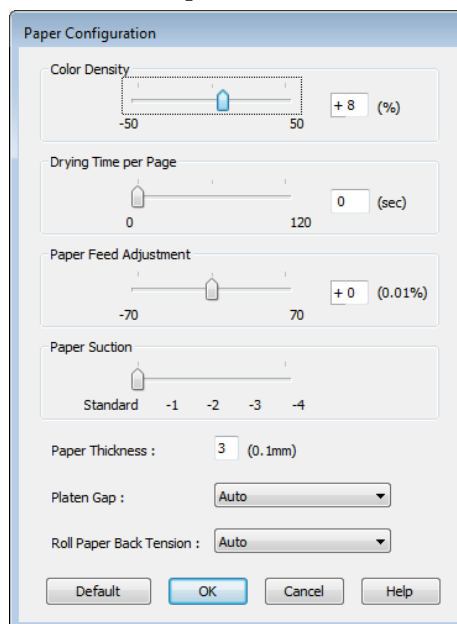 Paper Configuration
Color Density
+ 8 (%)
-50 50
Drying Time per Page
0 (sec)
0 120
Paper Feed Adjustment
+ 0 (0.01%)
-70 70
Paper Suction
Standard -1 -2 -3 -4
Paper Thickness : 3 (0.1mm)
Platen Gap : Auto
Roll Paper Back Tension : Auto
Default OK Cancel Help